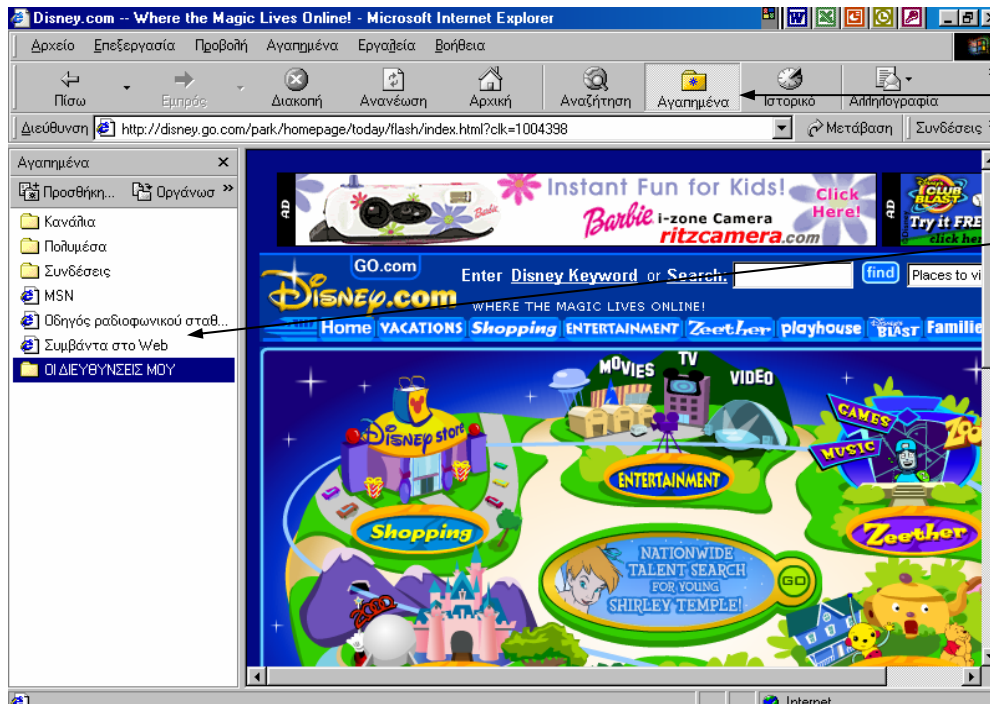 Disney.com -- Where the Magic Lives Online! - Microsoft Internet Explorer
Αρχείο Επεξεργασία Προβολή Αγαπημένα Εργαλεία Βοήθεια
Πίσω Εμπρός Διακοπή Ανανέωση Αρχική Αναζήτηση Αγαπημένα Ιστορικό Αλληλογραφία
Διεύθυνση http://disney.go.com/park/homepage/today/flash/index.html?clk=1004398 Μετάβαση Συνδέσεις
Αγαπημένα
Προσθήκη... Οργάνωσ
Κανάλια
Πολυμέσα
Συνδέσεις
MSN
Οδηγός ραδιοφωνικού σταθ...
Συμβάντα στο Web
ΟΙ ΔΙΕΥΘΥΝΣΕΙΣ ΜΟΥ
AD
Instant Fun for Kids!
Barbie
Barbie i-zone Camera
ritzcamera.com
Click Here!
AD
CLUB BLAST
Try it FRE
click her
GO.com
Disney.com
Enter Disney Keyword or Search: find Places to vi
WHERE THE MAGIC LIVES ONLINE!
Home VACATIONS Shopping ENTERTAINMENT Zeether playhouse BLAST Familie
MOVIES TV VIDEO
Disney store
GAMES
MUSIC
Zoo
ENTERTAINMENT
Shopping
Zeether
NATIONWIDE
TALENT SEARCH
FOR YOUNG
SHIRLEY TEMPLE!
GO
2000
Internet